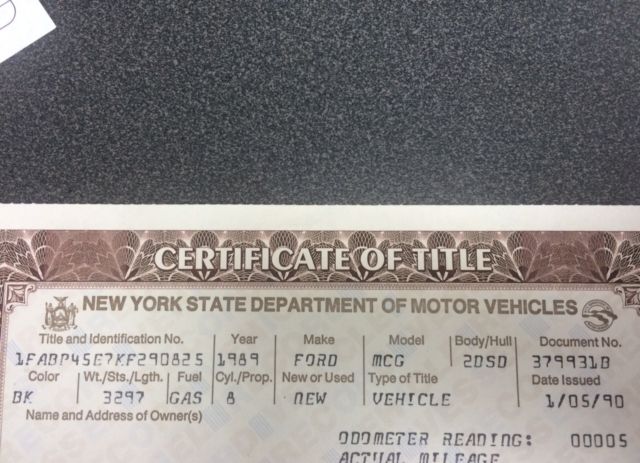 CERTIFICATE OF TITLE
NEW YORK STATE DEPARTMENT OF MOTOR VEHICLES
Title and Identification No. Year Make Model Body/Hull Document No.
1FABP45E7KF290825 1989 FORD MCG 2DSD 379931B
Color Wt./Sts./Lgth. Fuel Cyl./Prop. New or Used Type of Title Date Issued
BK 3297 GAS 8 NEW VEHICLE 1/05/90
Name and Address of Owner(s)
ODOMETER READING: 00005
ACTUAL MILEAGE